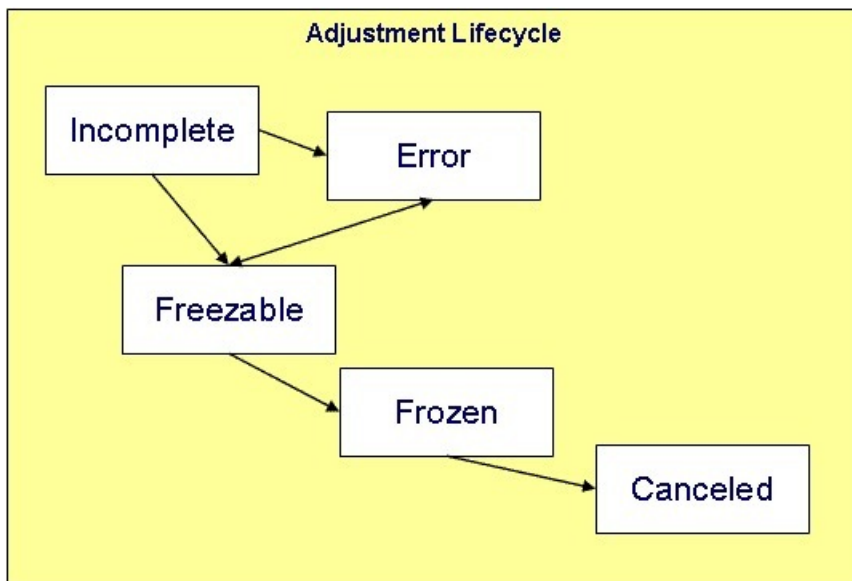 Adjustment Lifecycle
Incomplete
Error
Freezable
Frozen
Canceled